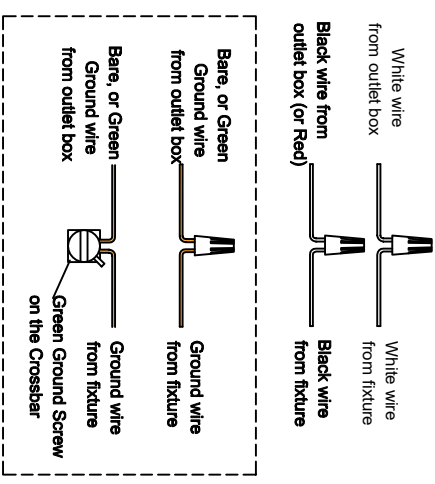 White wire
from outlet box
White wire
from fixture
Black wire from
outlet box (or Red)
Black wire
from fixture
Bare, or Green
Ground wire
from outlet box
Ground wire
from fixture
Bare, or Green
Ground wire
from outlet box
Ground wire
from fixture
Green Ground Screw
on the Crossbar